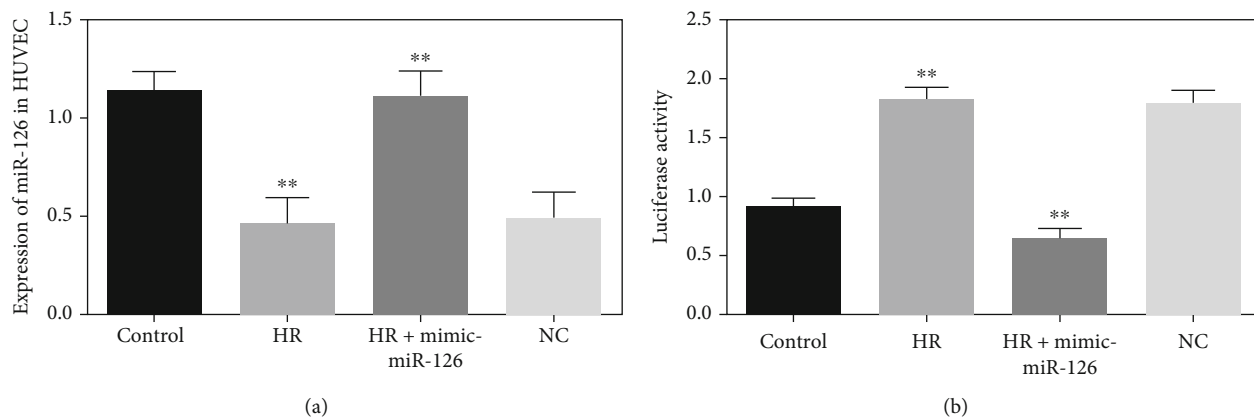 Expression of miR-126 in HUVEC
1.5
1.0
0.5
0.0
**
**
Control
HR
HR + mimic-
miR-126
NC
(a)
Luciferase activity
2.5
2.0
1.5
1.0
0.5
0.0
**
**
Control
HR
HR + mimic-
miR-126
NC
(b)